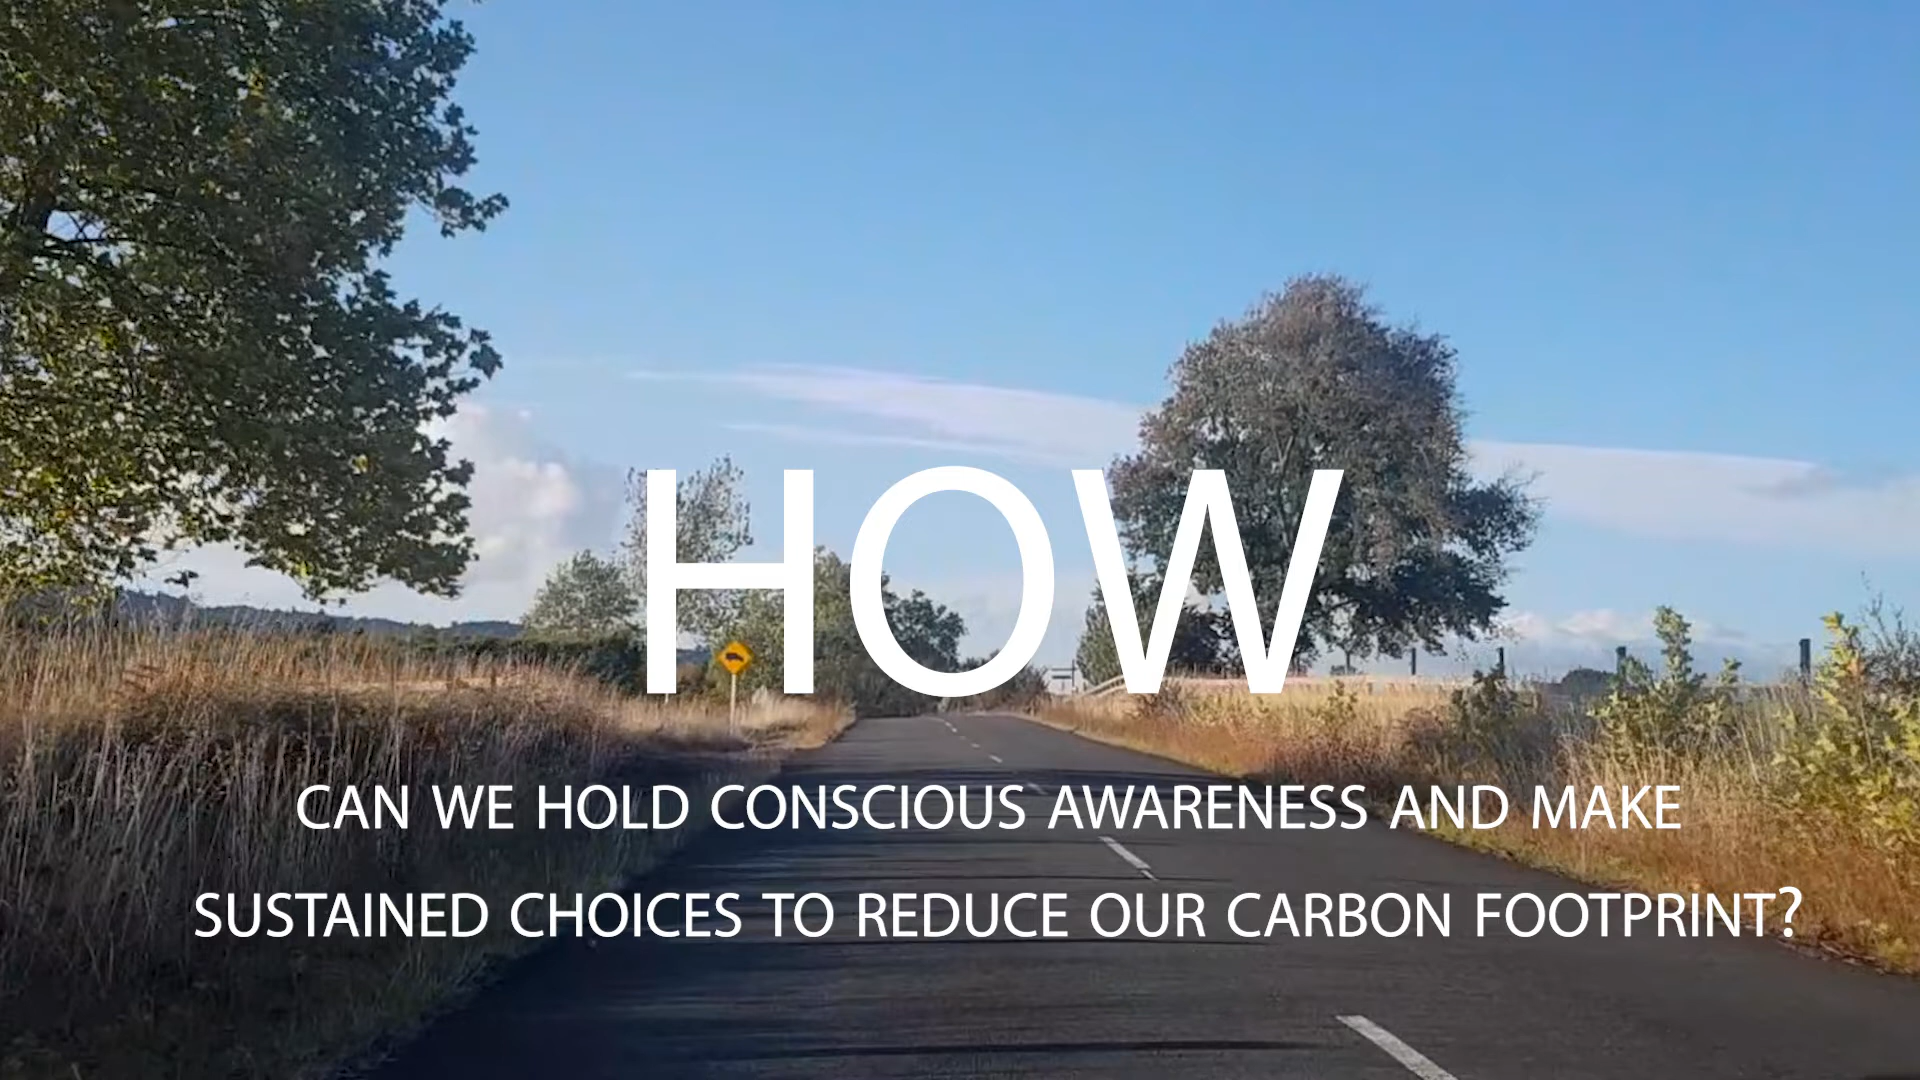 HOW
CAN WE HOLD CONSCIOUS AWARENESS AND MAKE
SUSTAINED CHOICES TO REDUCE OUR CARBON FOOTPRINT?